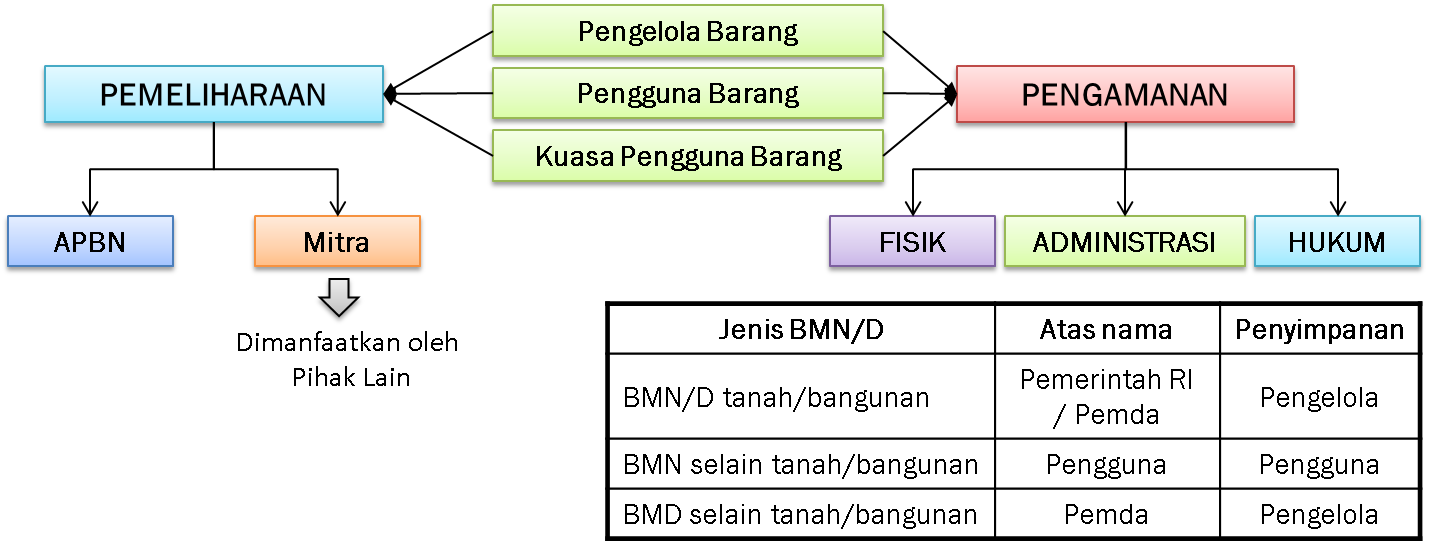 Pengelola Barang
PEMELIHARAAN
Pengguna Barang
PENGAMANAN
Kuasa Pengguna Barang
APBN
Mitra
FISIK
ADMINISTRASI
HUKUM
Dimanfaatkan oleh
Pihak Lain
Jenis BMN/D
Atas nama
Penyimpanan
BMN/D tanah/bangunan
Pemerintah RI
/ Pemda
Pengelola
BMN selain tanah/bangunan
Pengguna
Pengguna
BMD selain tanah/bangunan
Pemda
Pengelola